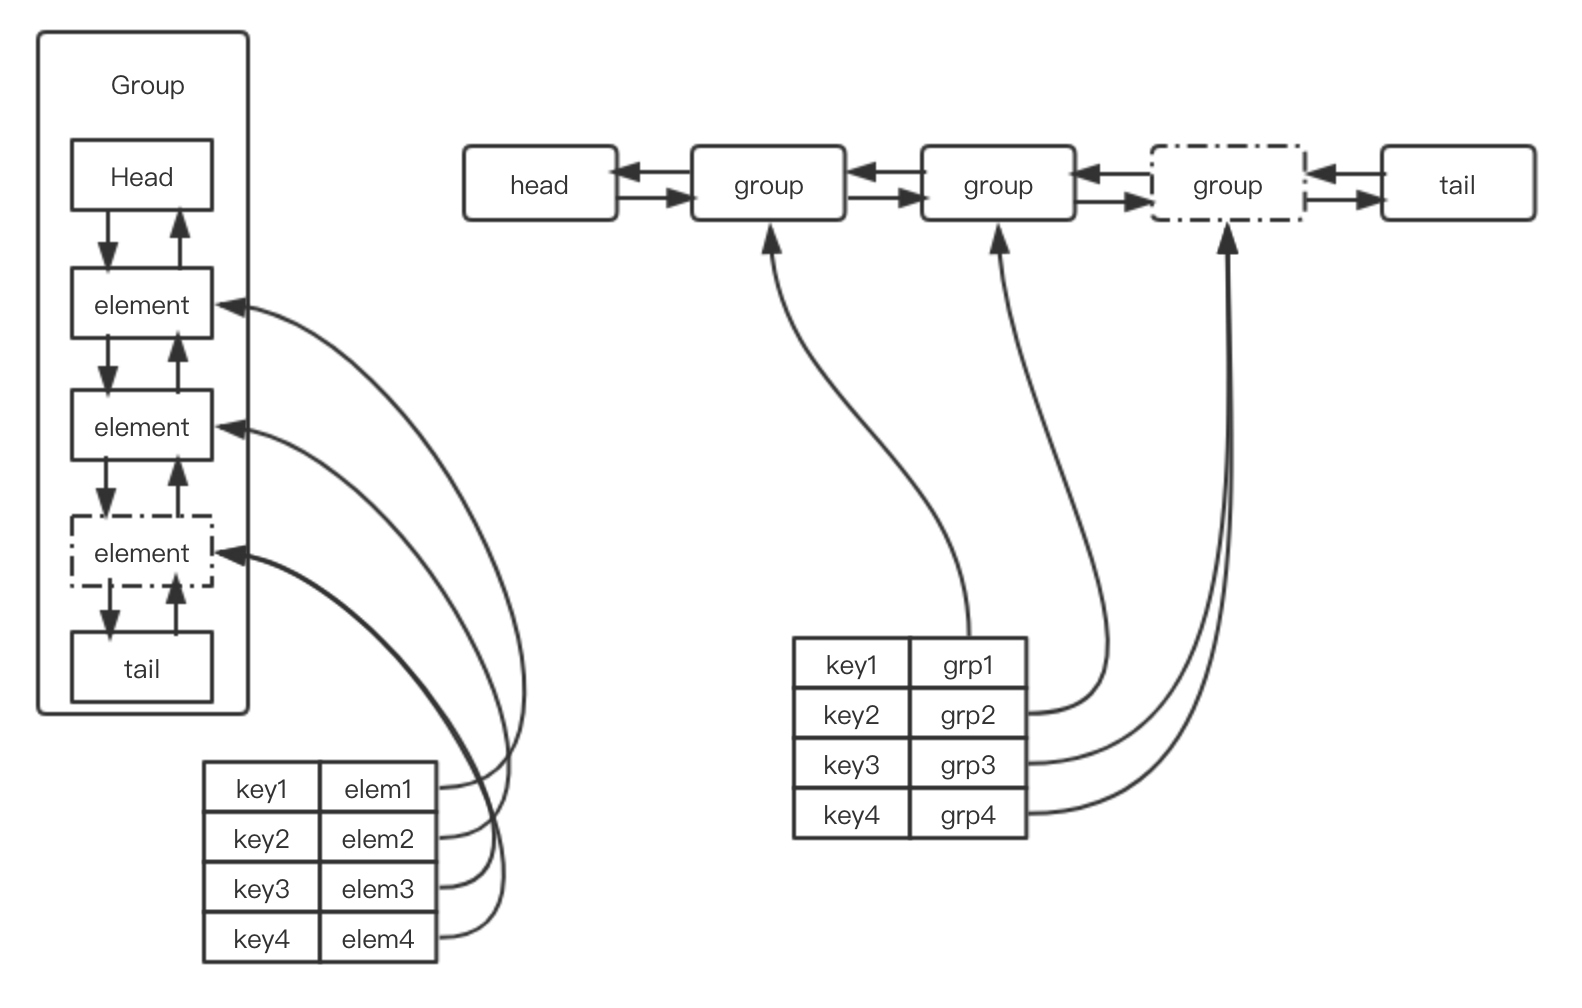 Group
Head
element
element
element
tail
key1 elem1
key2 elem2
key3 elem3
key4 elem4
head group group group tail
key1 grp1
key2 grp2
key3 grp3
key4 grp4